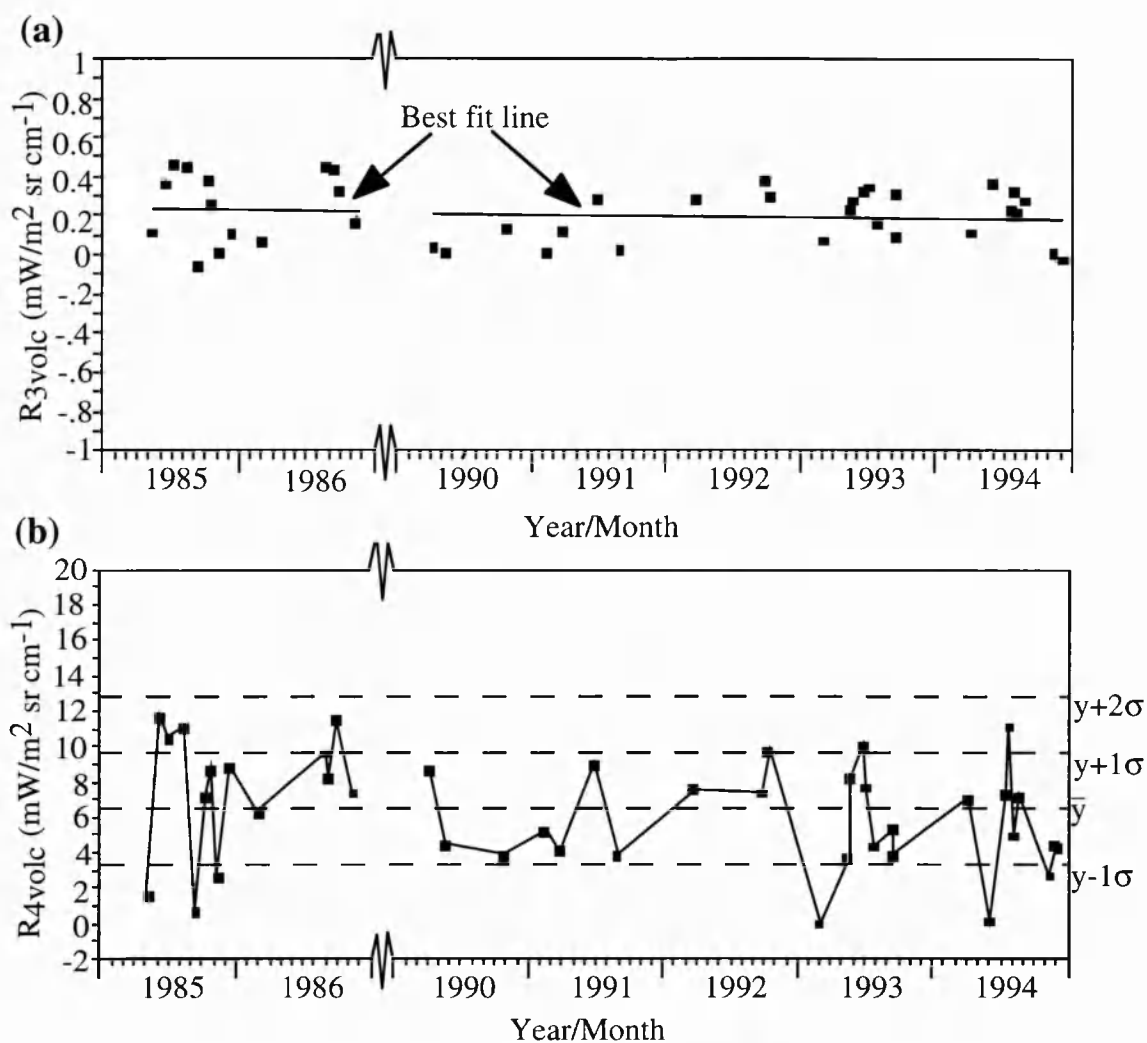 (a)
R3volc (mW/m2 sr cm-1)
1
0.8
0.6
0.4
0.2
0
-.2
-.4
-.6
-.8
-1
Best fit line
1985 1986 1990 1991 1992 1993 1994
Year/Month
(b)
R4volc (mW/m2 sr cm-1)
20
18
16
14
12
10
8
6
4
2
0
-2
y+2σ
y+1σ
y̅
y-1σ
1985 1986 1990 1991 1992 1993 1994
Year/Month